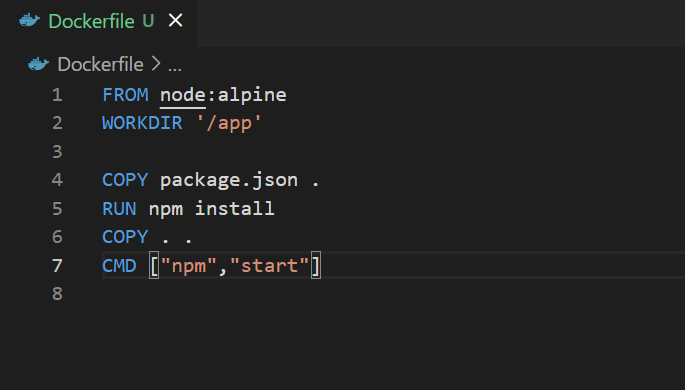 Dockerfile U ×
Dockerfile > ...
1 FROM node:alpine
2 WORKDIR '/app'
3
4 COPY package.json .
5 RUN npm install
6 COPY . .
7 CMD ["npm","start"]
8